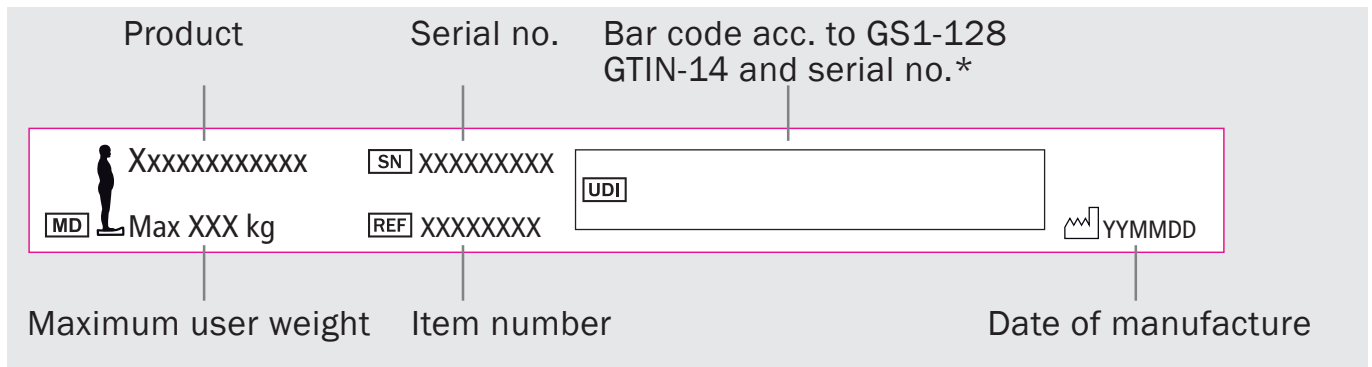 Product
Serial no.
Bar code acc. to GS1-128
GTIN-14 and serial no.*
Xxxxxxxxxxxx
SN XXXXXXXXX
UDI
MD Max XXX kg
REF XXXXXXXX
YYMMDD
Maximum user weight
Item number
Date of manufacture